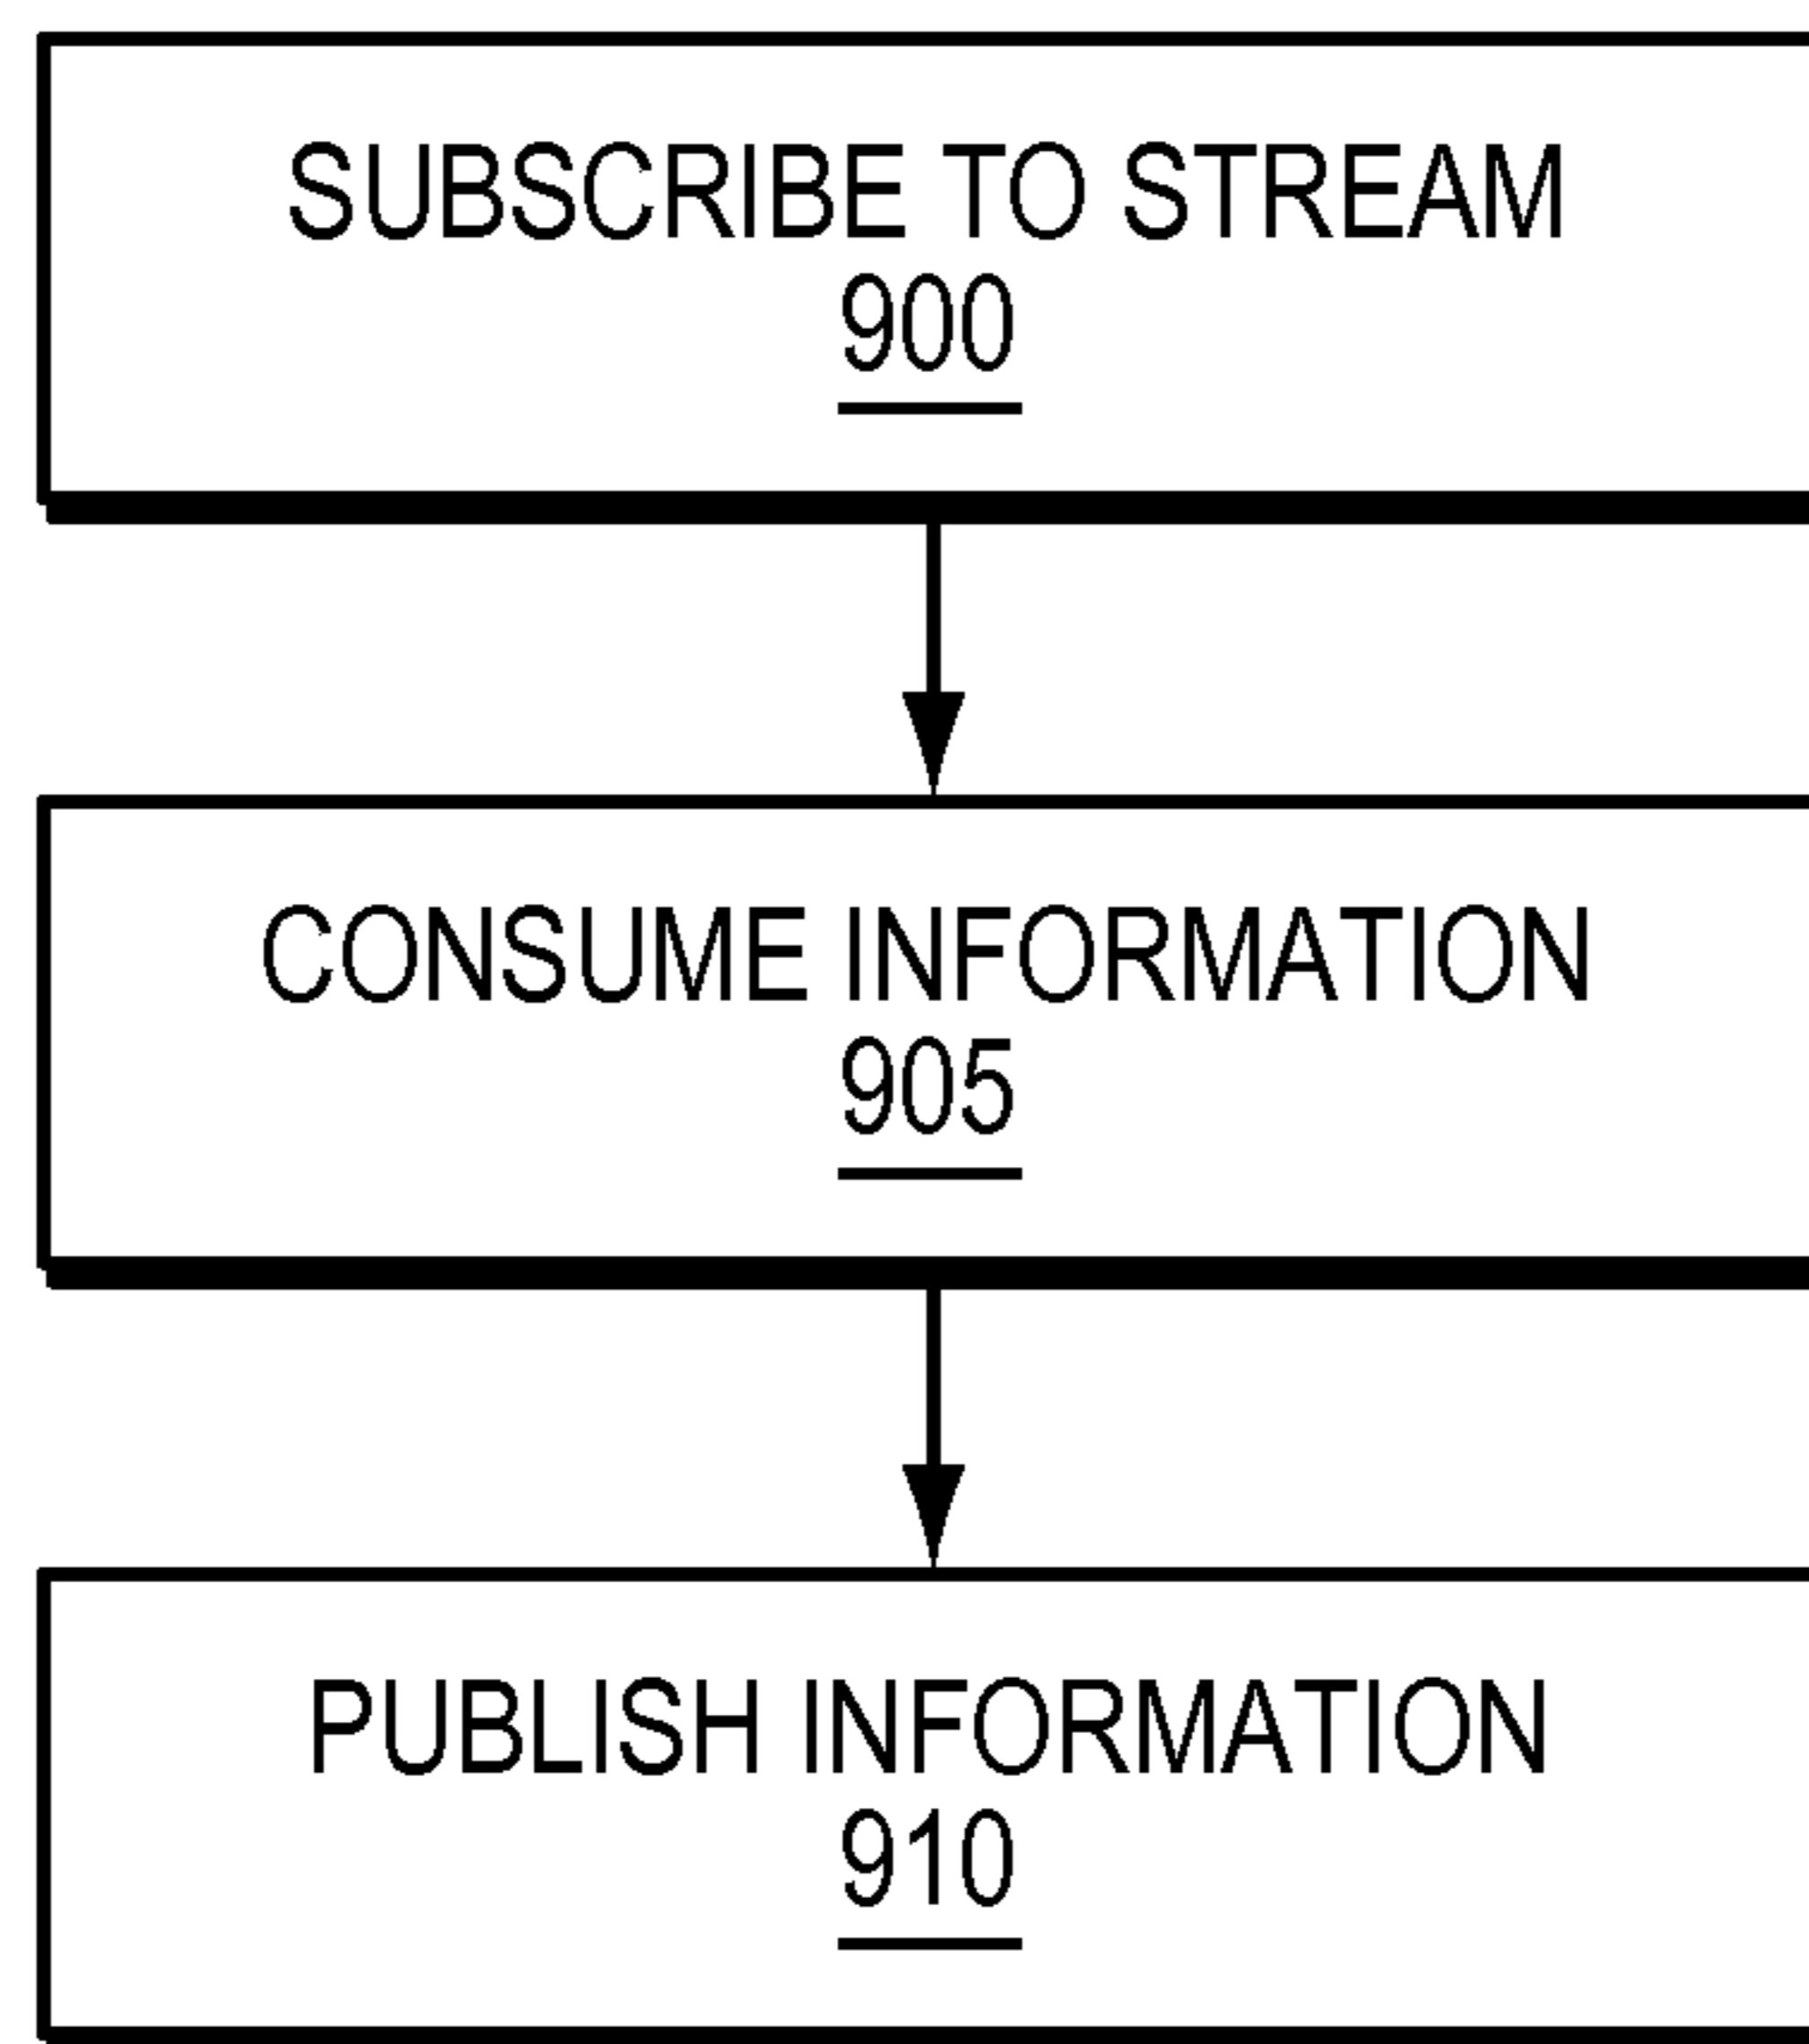 SUBSCRIBE TO STREAM
900
CONSUME INFORMATION
905
PUBLISH INFORMATION
910